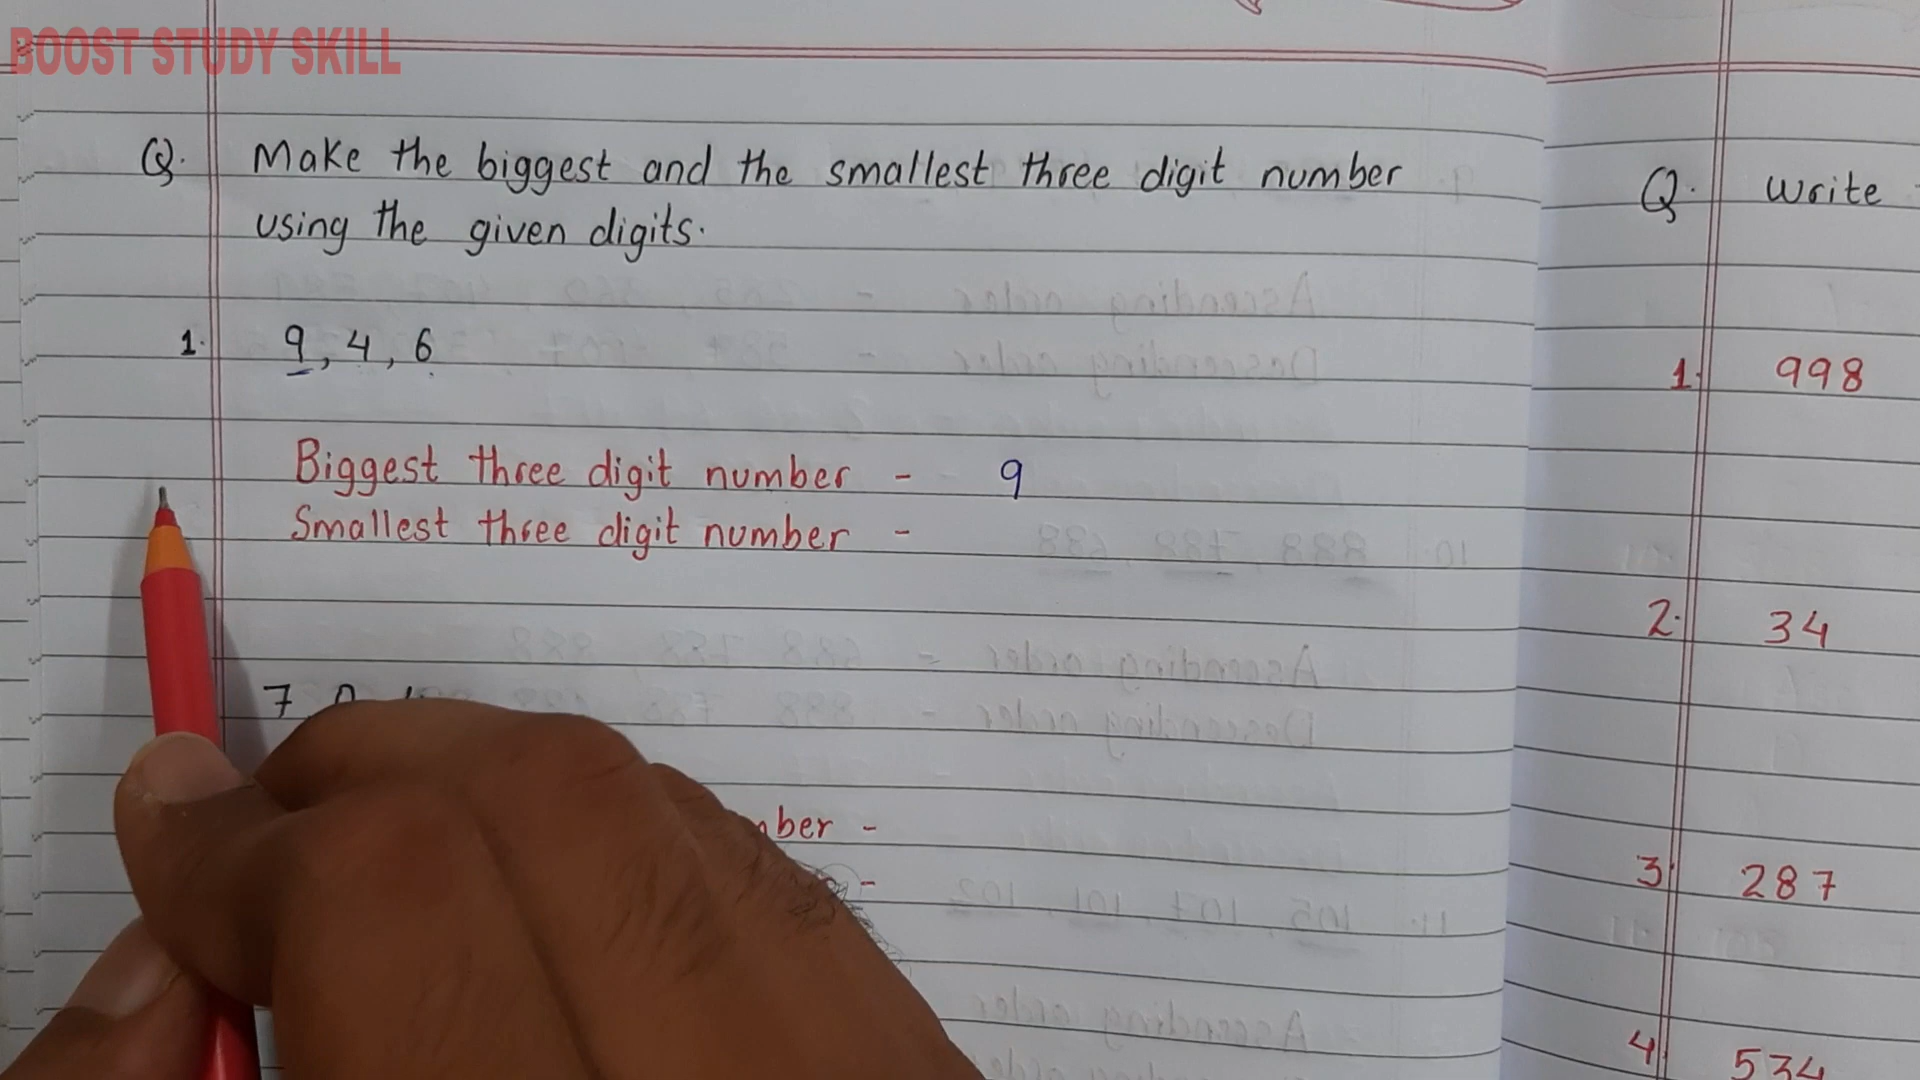 BOOST STUDY SKILL
Q. Make the biggest and the smallest three digit number
using the given digits.
1. 9, 4, 6
Biggest three digit number - 9
Smallest three digit number -
7
-
-
Q. Write
1. 998
2. 34
3. 287
4. 534